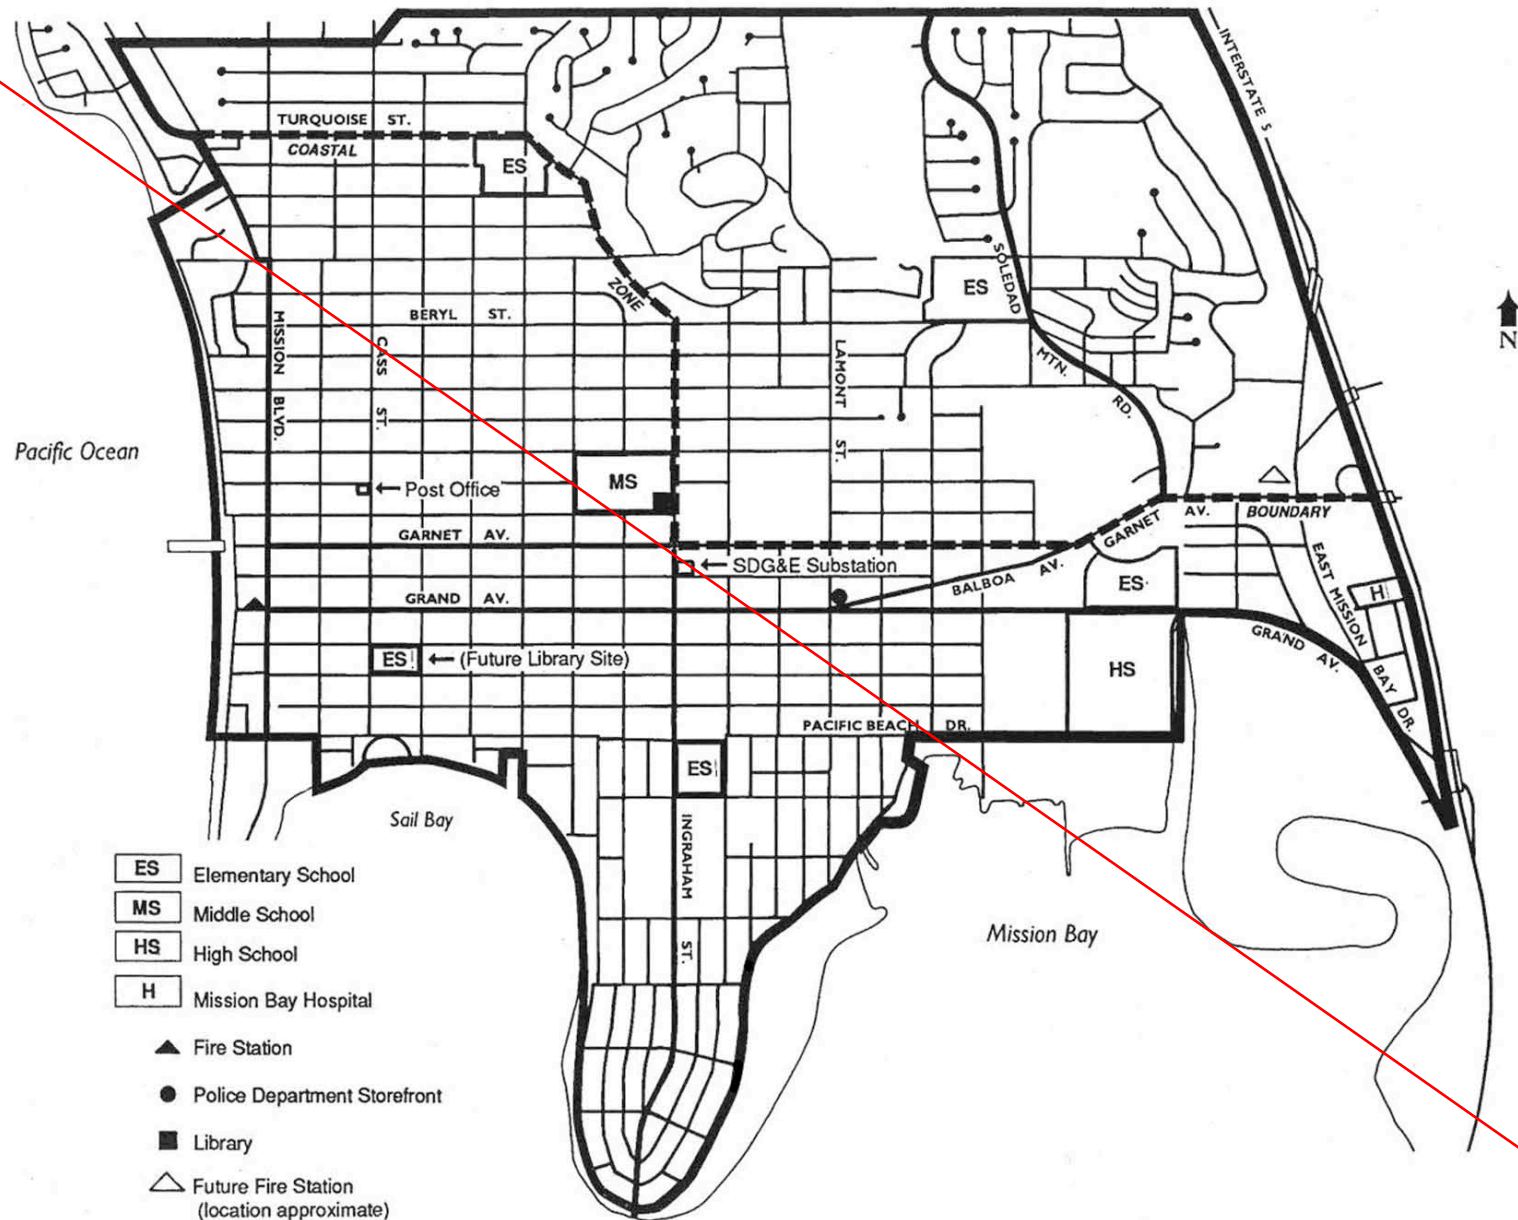 INTERSTATE 5
TURQUOISE ST.
COASTAL
ES
ZONE
SOLEDAD
ES
N
BERYL ST.
MISSION BLVD.
CASS ST.
LAMONT ST.
MTN.
RD.
Pacific Ocean
MS
Post Office
GARNET AV.
GARNET AV.
BOUNDARY
SDG&E Substation
BALBOA AV.
ES
EAST MISSION BAY DR.
H
GRAND AV.
GRAND AV.
ES
(Future Library Site)
HS
PACIFIC BEACH DR.
ES
Sail Bay
INGRAHAM ST.
Mission Bay
ES Elementary School
MS Middle School
HS High School
H Mission Bay Hospital
Fire Station
Police Department Storefront
Library
Future Fire Station
(location approximate)